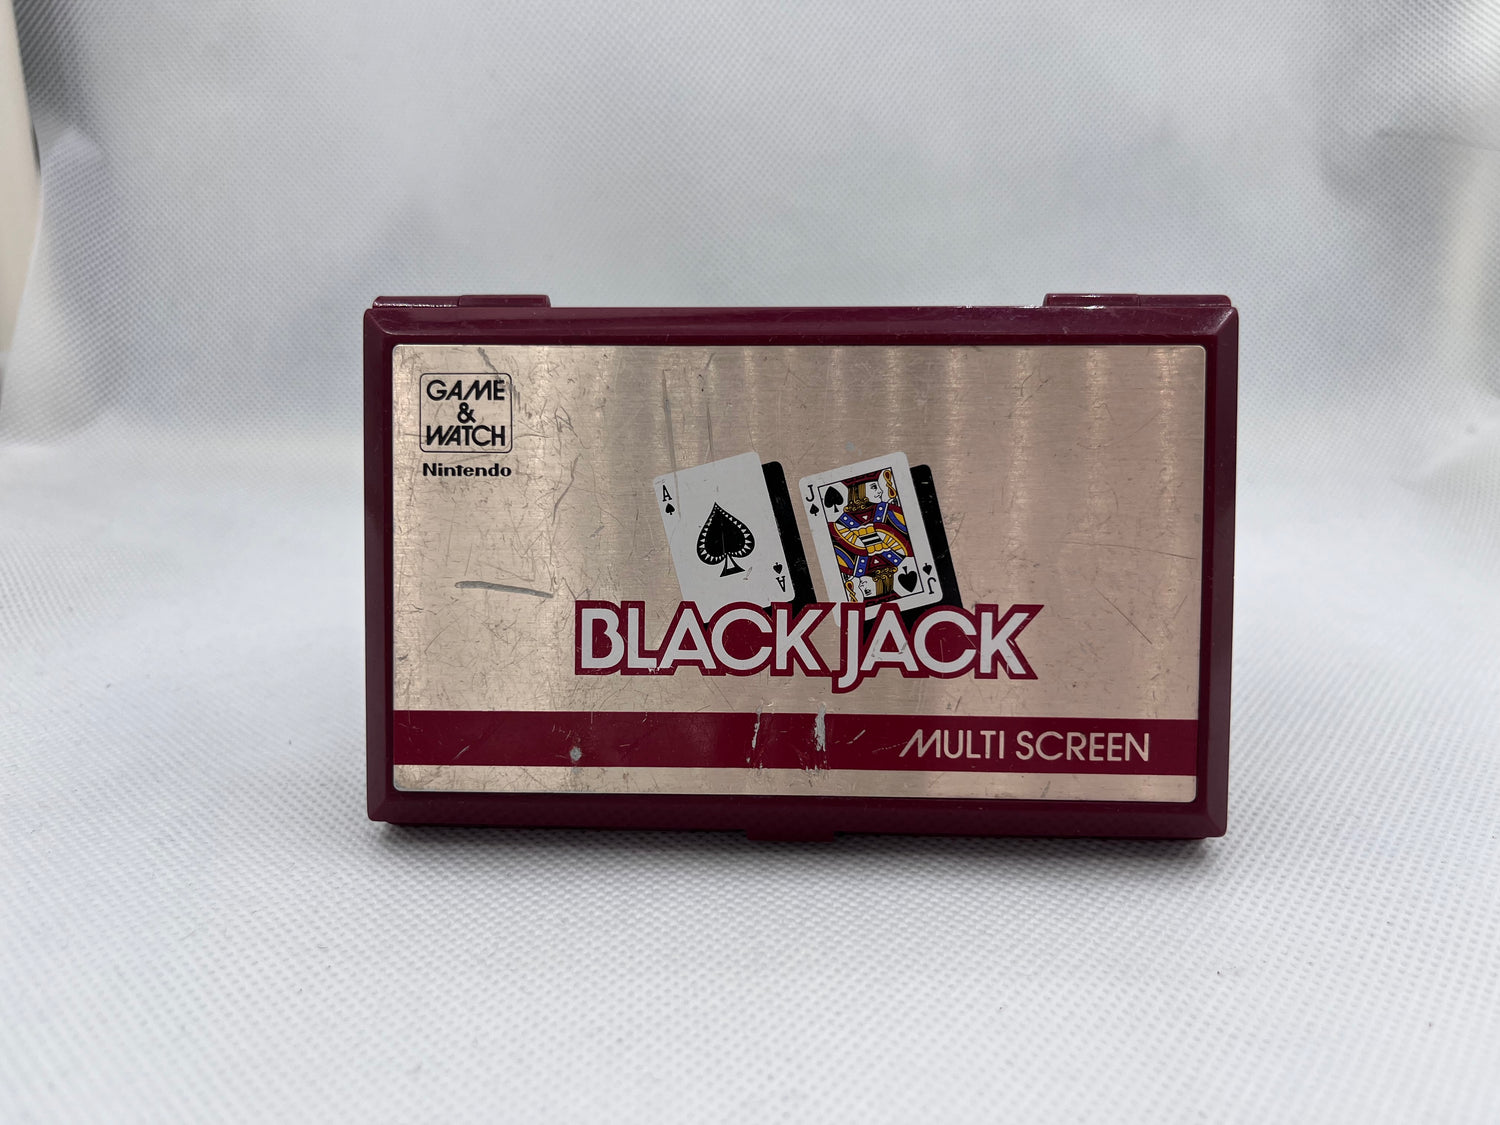 GAME
&
WATCH
Nintendo
A
A
J
J
BLACK JACK
MULTI SCREEN